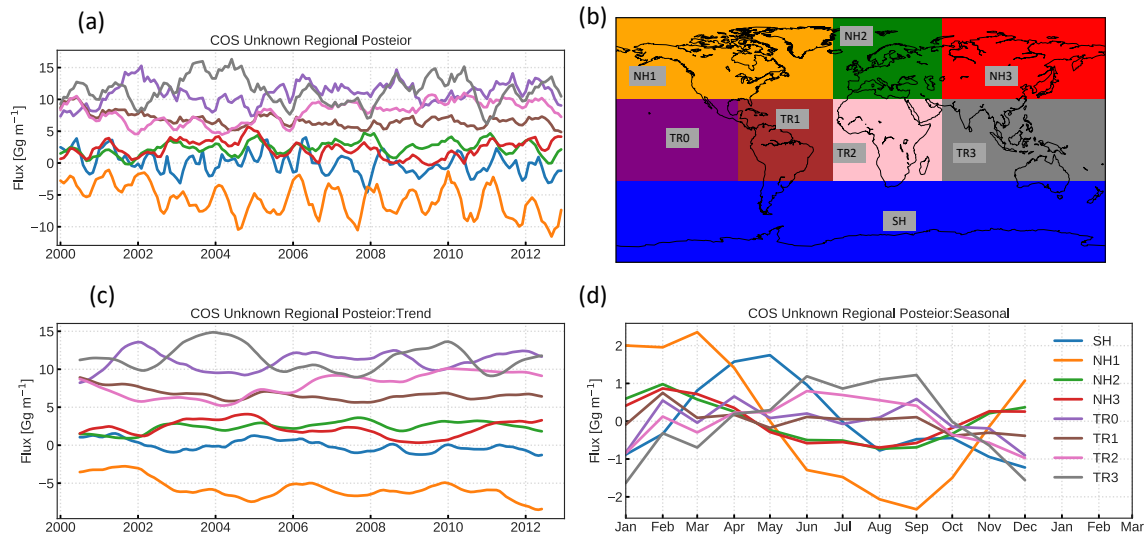 (a)
COS Unknown Regional Posteior
Flux [Gg m⁻¹]
15
10
5
0
−5
−10
2000 2002 2004 2006 2008 2010 2012
(b)
NH1
NH2
NH3
TR0
TR1
TR2
TR3
SH
(c)
COS Unknown Regional Posteior:Trend
Flux [Gg m⁻¹]
15
10
5
0
−5
2000 2002 2004 2006 2008 2010 2012
(d)
COS Unknown Regional Posteior:Seasonal
Flux [Gg m⁻¹]
2
1
0
−1
−2
Jan Feb Mar Apr May Jun Jul Aug Sep Oct Nov Dec Jan Feb Mar
SH
NH1
NH2
NH3
TR0
TR1
TR2
TR3